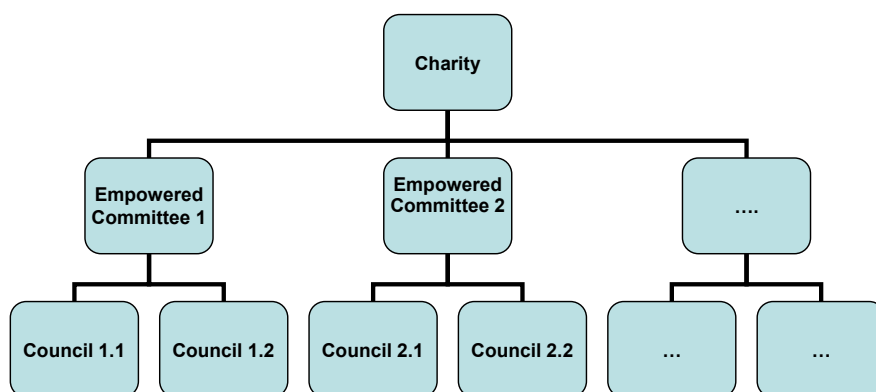 Charity
Empowered
Committee 1
Empowered
Committee 2
....
Council 1.1
Council 1.2
Council 2.1
Council 2.2
...
...